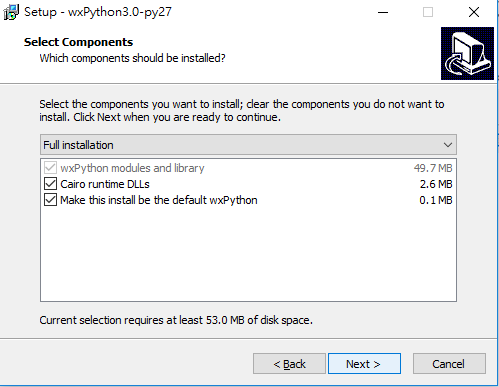 Setup - wxPython3.0-py27
Select Components
Which components should be installed?
Select the components you want to install; clear the components you do not want to
install. Click Next when you are ready to continue.
Full installation
wxPython modules and library 49.7 MB
Cairo runtime DLLs 2.6 MB
Make this install be the default wxPython 0.1 MB
Current selection requires at least 53.0 MB of disk space.
< Back Next > Cancel